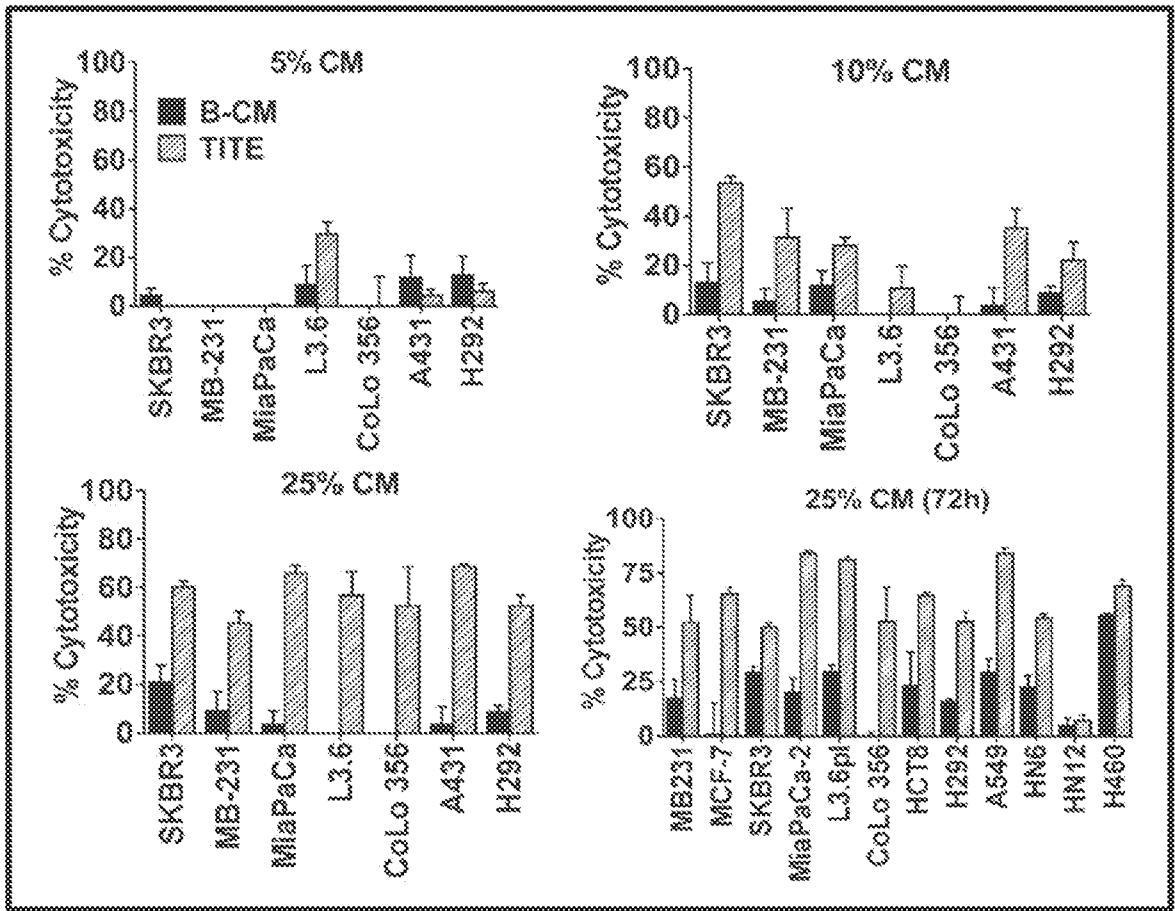 5% CM
% Cytotoxicity
100
80
60
40
20
0
B-CM
TITE
SKBR3
MB-231
MiaPaCa
L3.6
CoLo 356
A431
H292
10% CM
% Cytotoxicity
100
80
60
40
20
0
SKBR3
MB-231
MiaPaCa
L3.6
CoLo 356
A431
H292
25% CM
% Cytotoxicity
100
80
60
40
20
0
SKBR3
MB-231
MiaPaCa
L3.6
CoLo 356
A431
H292
25% CM (72h)
% Cytotoxicity
100
75
50
25
0
MB231
MCF-7
SKBR3
MiaPaCa-2
L3.6pl
CoLo 356
HCT8
H292
A549
HN6
HN12
H460